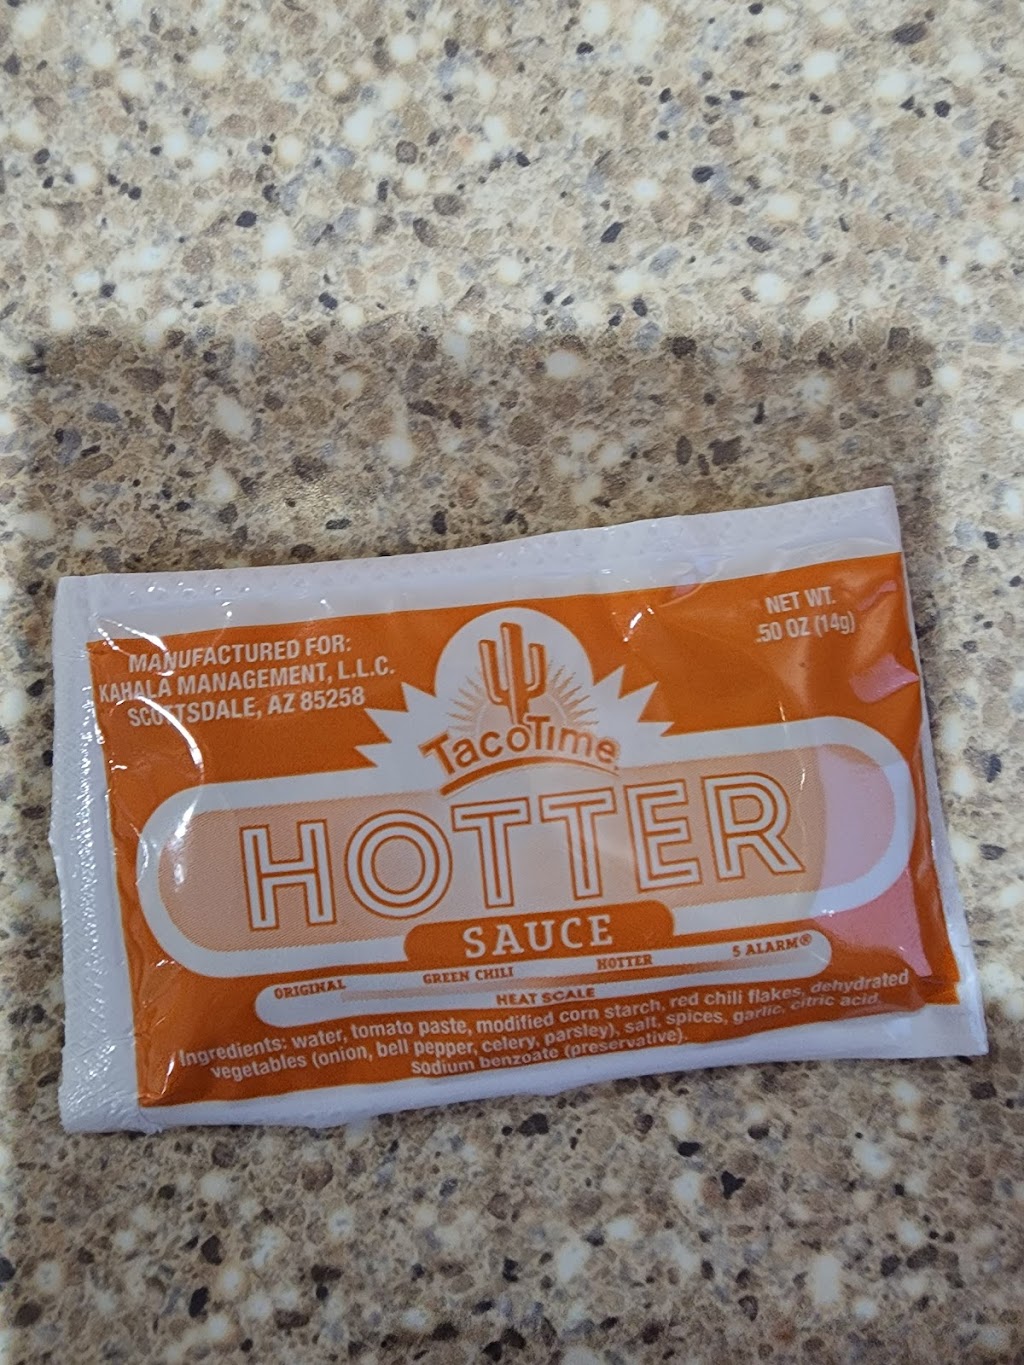 MANUFACTURED FOR:
KAHALA MANAGEMENT, L.L.C.
SCOTTSDALE, AZ 85258
NET WT.
.50 OZ (14g)
TacoTime
HOTTER
SAUCE
ORIGINAL GREEN CHILI HOTTER 5 ALARM®
HEAT SCALE
Ingredients: water, tomato paste, modified corn starch, red chili flakes, dehydrated
vegetables (onion, bell pepper, celery, parsley), salt, spices, garlic, citric acid,
sodium benzoate (preservative).